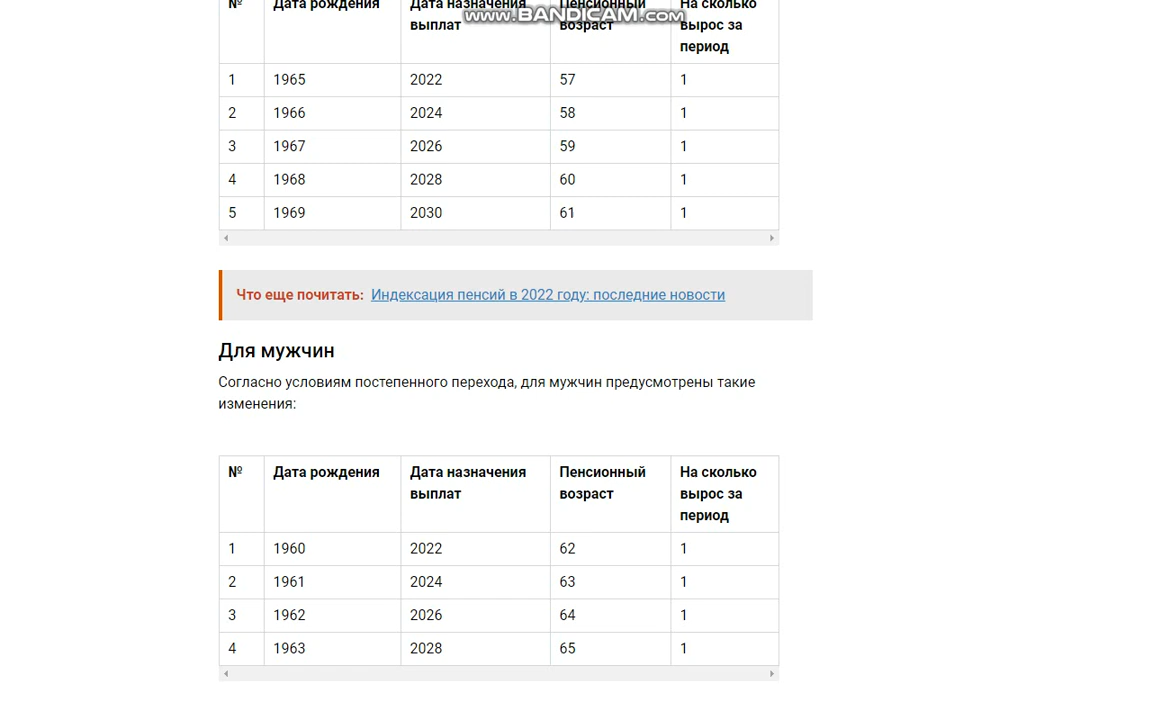 № Дата рождения Дата назначения Пенсионный На сколько
www.BANDICAM.com
выплат возраст вырос за
период
1 1965 2022 57 1
2 1966 2024 58 1
3 1967 2026 59 1
4 1968 2028 60 1
5 1969 2030 61 1
Что еще почитать: Индексация пенсий в 2022 году: последние новости
Для мужчин
Согласно условиям постепенного перехода, для мужчин предусмотрены такие
изменения:
№ Дата рождения Дата назначения Пенсионный На сколько
выплат возраст вырос за
период
1 1960 2022 62 1
2 1961 2024 63 1
3 1962 2026 64 1
4 1963 2028 65 1